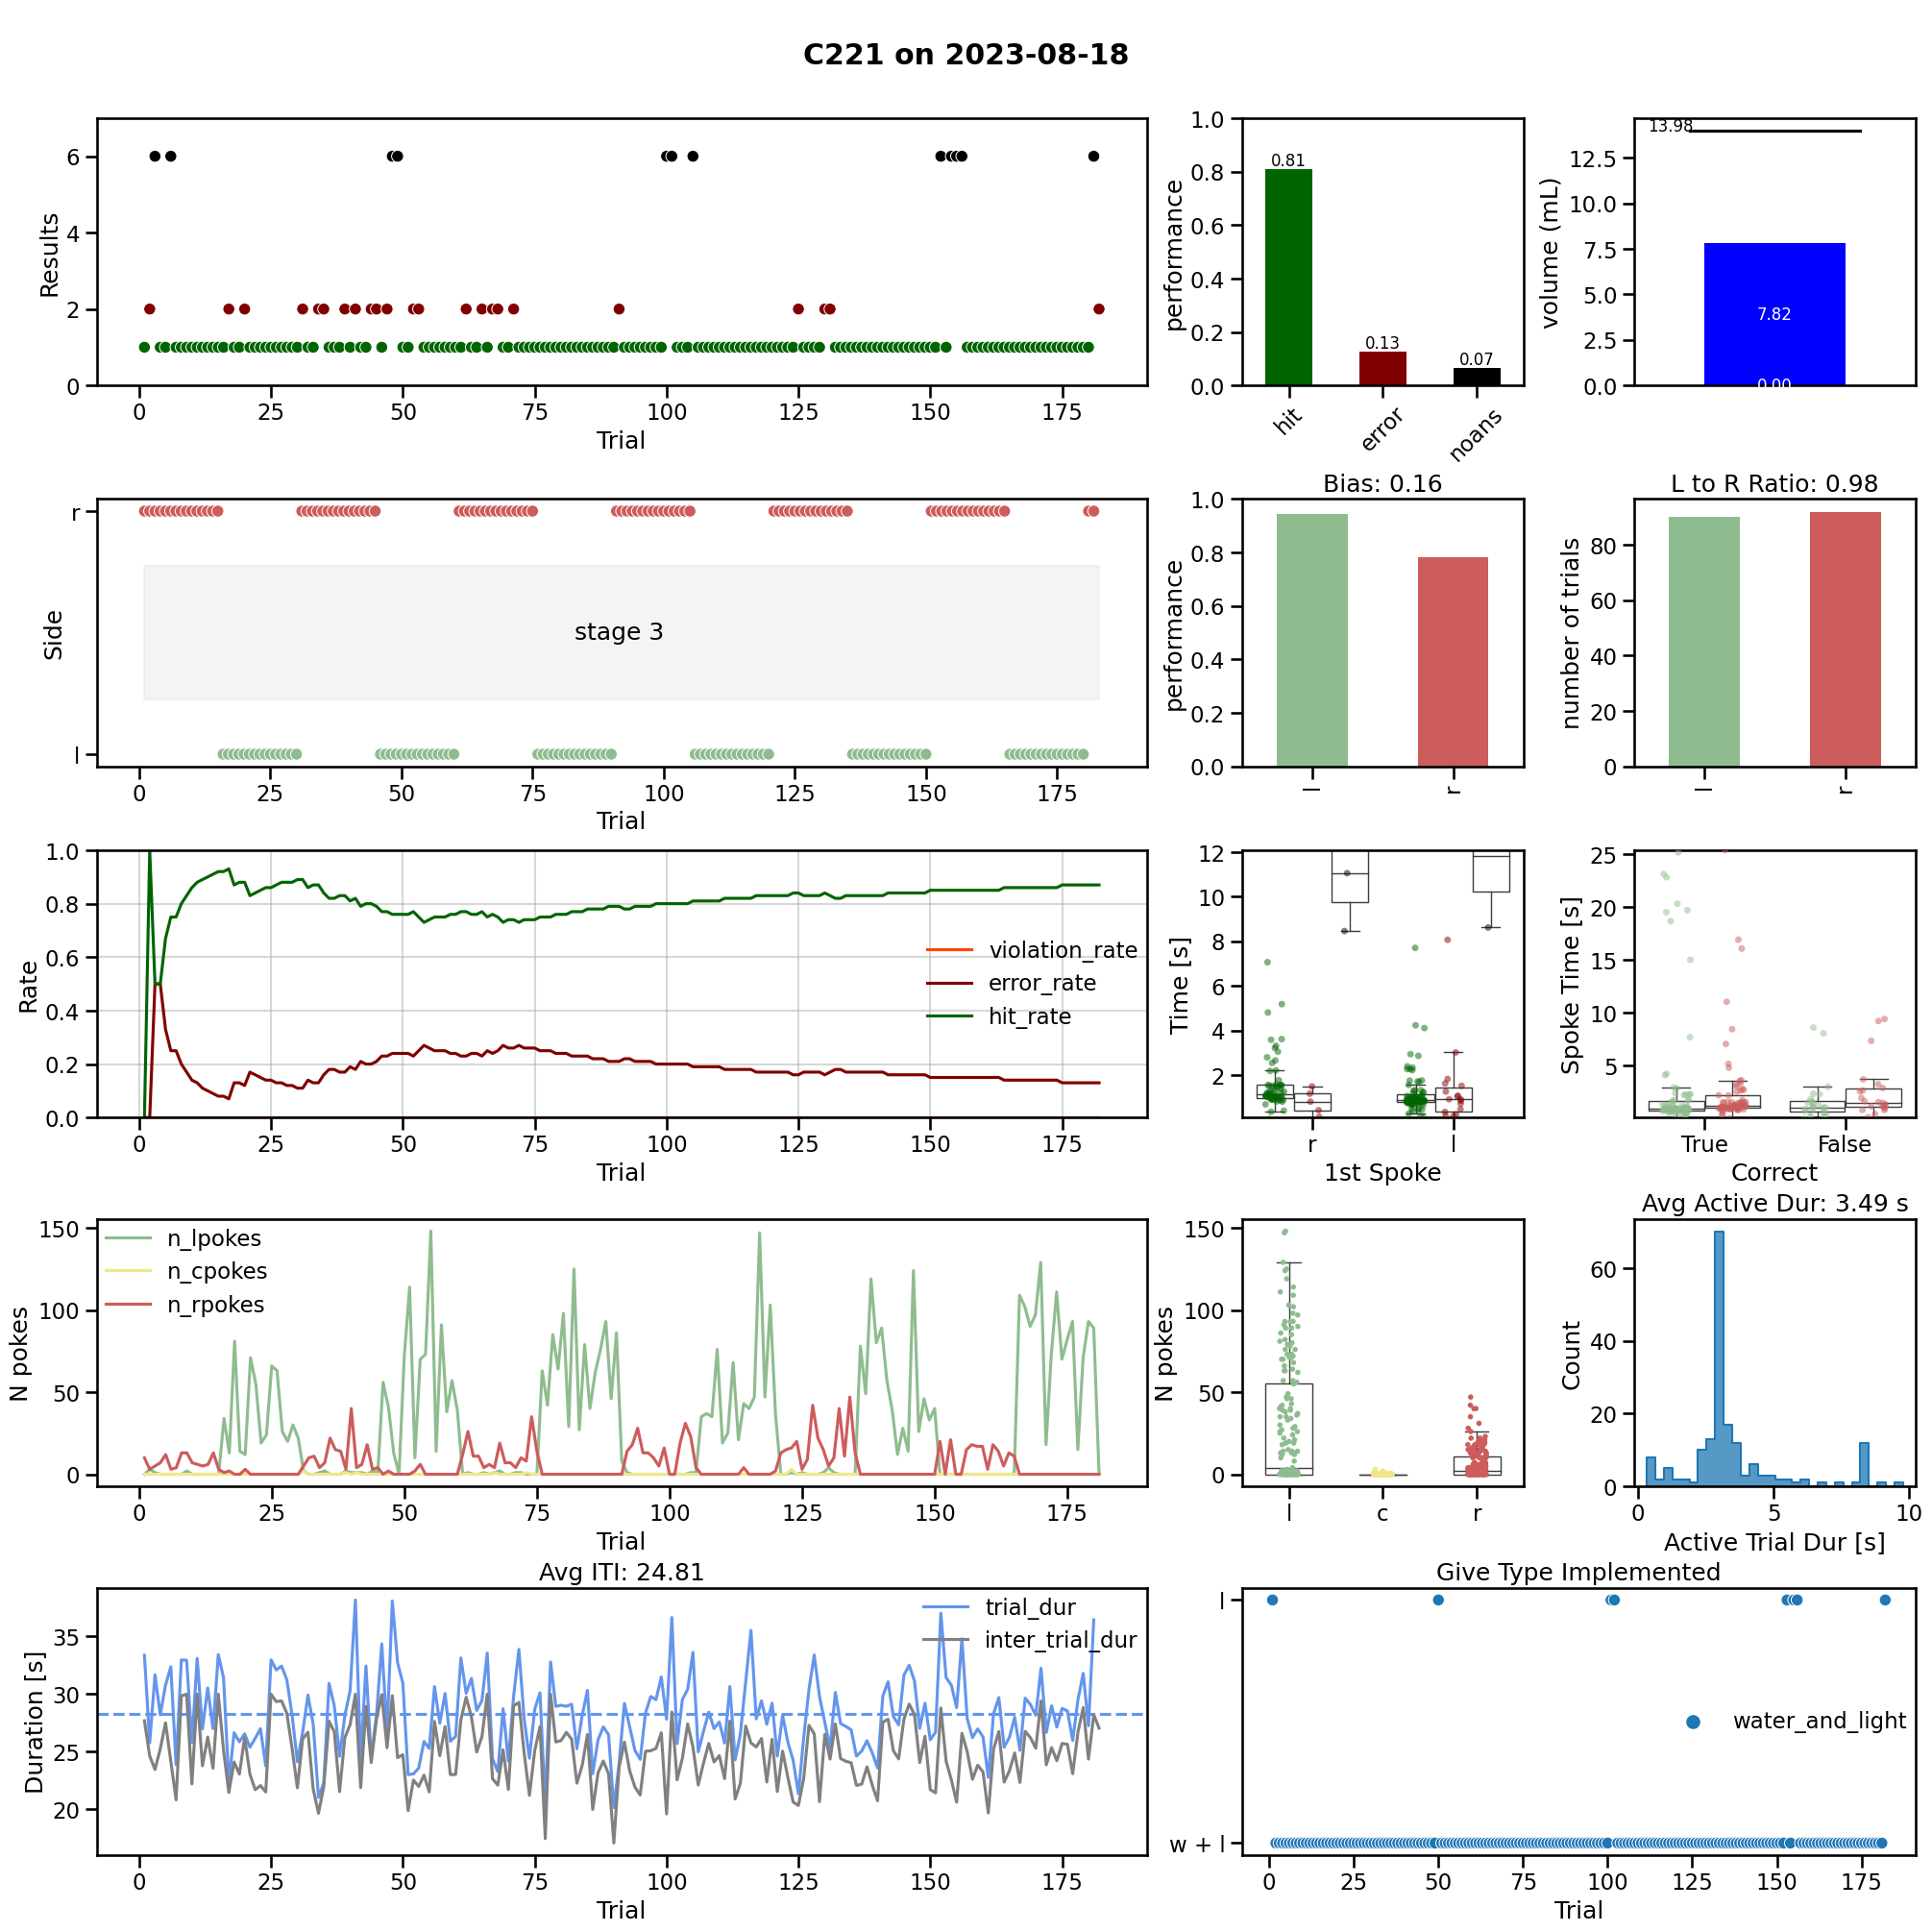 C221 on 2023-08-18
Results
6
4
2
0
0 25 50 75 100 125 150 175
Trial
performance
1.0
0.8
0.6
0.4
0.2
0.0
0.81
0.13
0.07
hit error noans
volume (mL)
12.5
10.0
7.5
5.0
2.5
0.0
13.98
7.82
0.00
Side
r
stage 3
l
0 25 50 75 100 125 150 175
Trial
Bias: 0.16
performance
1.0
0.8
0.6
0.4
0.2
0.0
l r
L to R Ratio: 0.98
number of trials
80
60
40
20
0
l r
Rate
1.0
0.8
0.6
0.4
0.2
0.0
violation_rate
error_rate
hit_rate
0 25 50 75 100 125 150 175
Trial
Time [s]
12
10
8
6
4
2
r l
1st Spoke
Spoke Time [s]
25
20
15
10
5
True False
Correct
N pokes
150
100
50
0
n_lpokes
n_cpokes
n_rpokes
0 25 50 75 100 125 150 175
Trial
N pokes
150
100
50
0
l c r
Avg Active Dur: 3.49 s
Count
60
40
20
0
0 5 10
Active Trial Dur [s]
Avg ITI: 24.81
Duration [s]
35
30
25
20
trial_dur
inter_trial_dur
0 25 50 75 100 125 150 175
Trial
Give Type Implemented
l
water_and_light
w + l
0 25 50 75 100 125 150 175
Trial